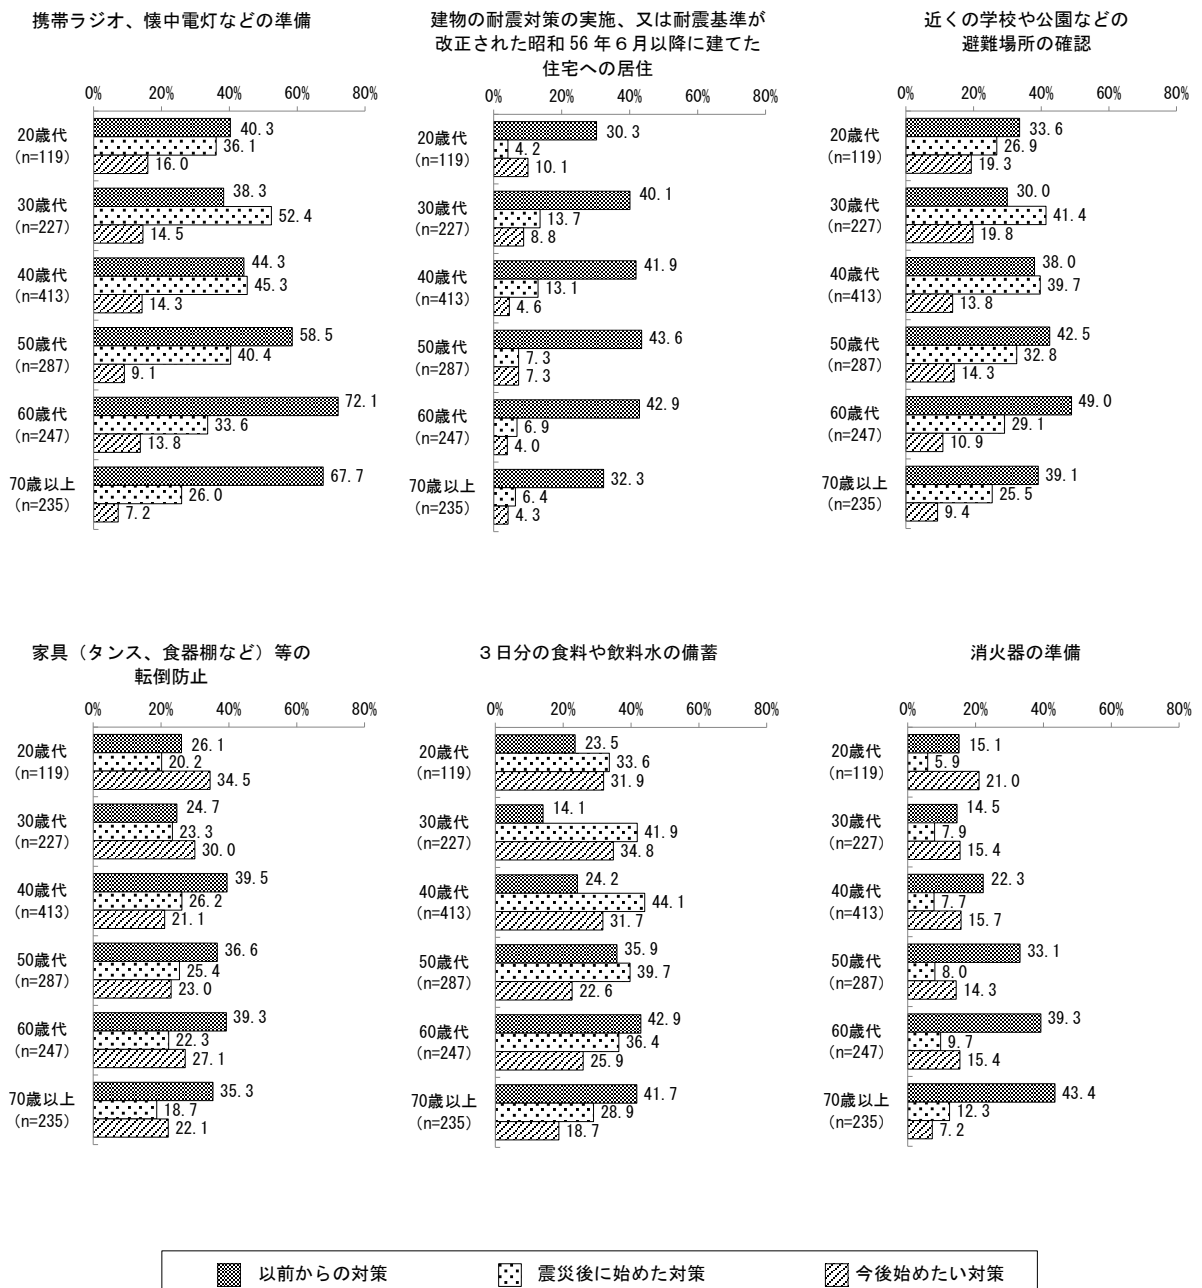 携帯ラジオ、懐中電灯などの準備
0% 20% 40% 60% 80%
20歳代
(n=119)
40.3
36.1
16.0
30歳代
(n=227)
38.3
52.4
14.5
40歳代
(n=413)
44.3
45.3
14.3
50歳代
(n=287)
58.5
40.4
9.1
60歳代
(n=247)
72.1
33.6
13.8
70歳以上
(n=235)
67.7
26.0
7.2
建物の耐震対策の実施、又は耐震基準が
改正された昭和 56 年６月以降に建てた
住宅への居住
0% 20% 40% 60% 80%
20歳代
(n=119)
30.3
4.2
10.1
30歳代
(n=227)
40.1
13.7
8.8
40歳代
(n=413)
41.9
13.1
4.6
50歳代
(n=287)
43.6
7.3
7.3
60歳代
(n=247)
42.9
6.9
4.0
70歳以上
(n=235)
32.3
6.4
4.3
近くの学校や公園などの
避難場所の確認
0% 20% 40% 60% 80%
20歳代
(n=119)
33.6
26.9
19.3
30歳代
(n=227)
30.0
41.4
19.8
40歳代
(n=413)
38.0
39.7
13.8
50歳代
(n=287)
42.5
32.8
14.3
60歳代
(n=247)
49.0
29.1
10.9
70歳以上
(n=235)
39.1
25.5
9.4
家具（タンス、食器棚など）等の
転倒防止
0% 20% 40% 60% 80%
20歳代
(n=119)
26.1
20.2
34.5
30歳代
(n=227)
24.7
23.3
30.0
40歳代
(n=413)
39.5
26.2
21.1
50歳代
(n=287)
36.6
25.4
23.0
60歳代
(n=247)
39.3
22.3
27.1
70歳以上
(n=235)
35.3
18.7
22.1
３日分の食料や飲料水の備蓄
0% 20% 40% 60% 80%
20歳代
(n=119)
23.5
33.6
31.9
30歳代
(n=227)
14.1
41.9
34.8
40歳代
(n=413)
24.2
44.1
31.7
50歳代
(n=287)
35.9
39.7
22.6
60歳代
(n=247)
42.9
36.4
25.9
70歳以上
(n=235)
41.7
28.9
18.7
消火器の準備
0% 20% 40% 60% 80%
20歳代
(n=119)
15.1
5.9
21.0
30歳代
(n=227)
14.5
7.9
15.4
40歳代
(n=413)
22.3
7.7
15.7
50歳代
(n=287)
33.1
8.0
14.3
60歳代
(n=247)
39.3
9.7
15.4
70歳以上
(n=235)
43.4
12.3
7.2
以前からの対策 震災後に始めた対策 今後始めたい対策